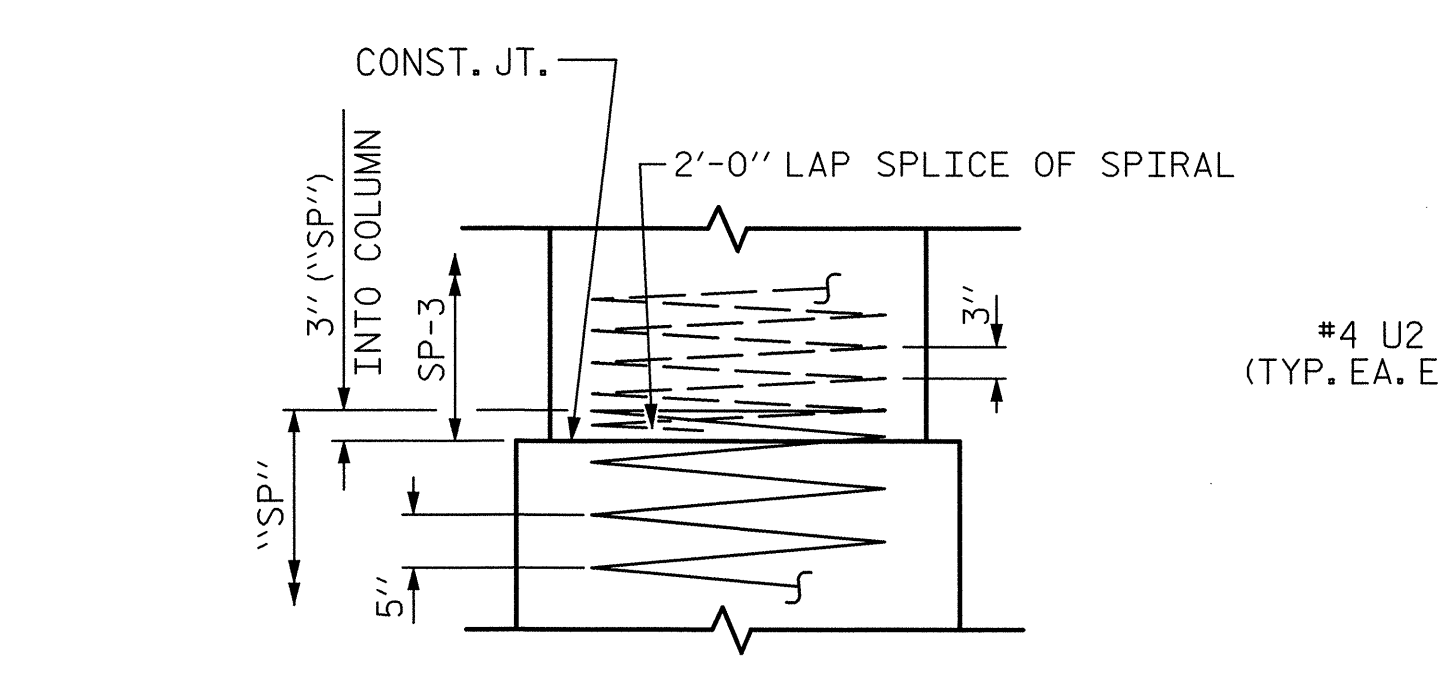 CONST. JT.
2'-0'' LAP SPLICE OF SPIRAL
3'' (``SP'')
INTO COLUMN
SP-3
3''
#4 U2
(TYP. EA. E
``SP''
5''